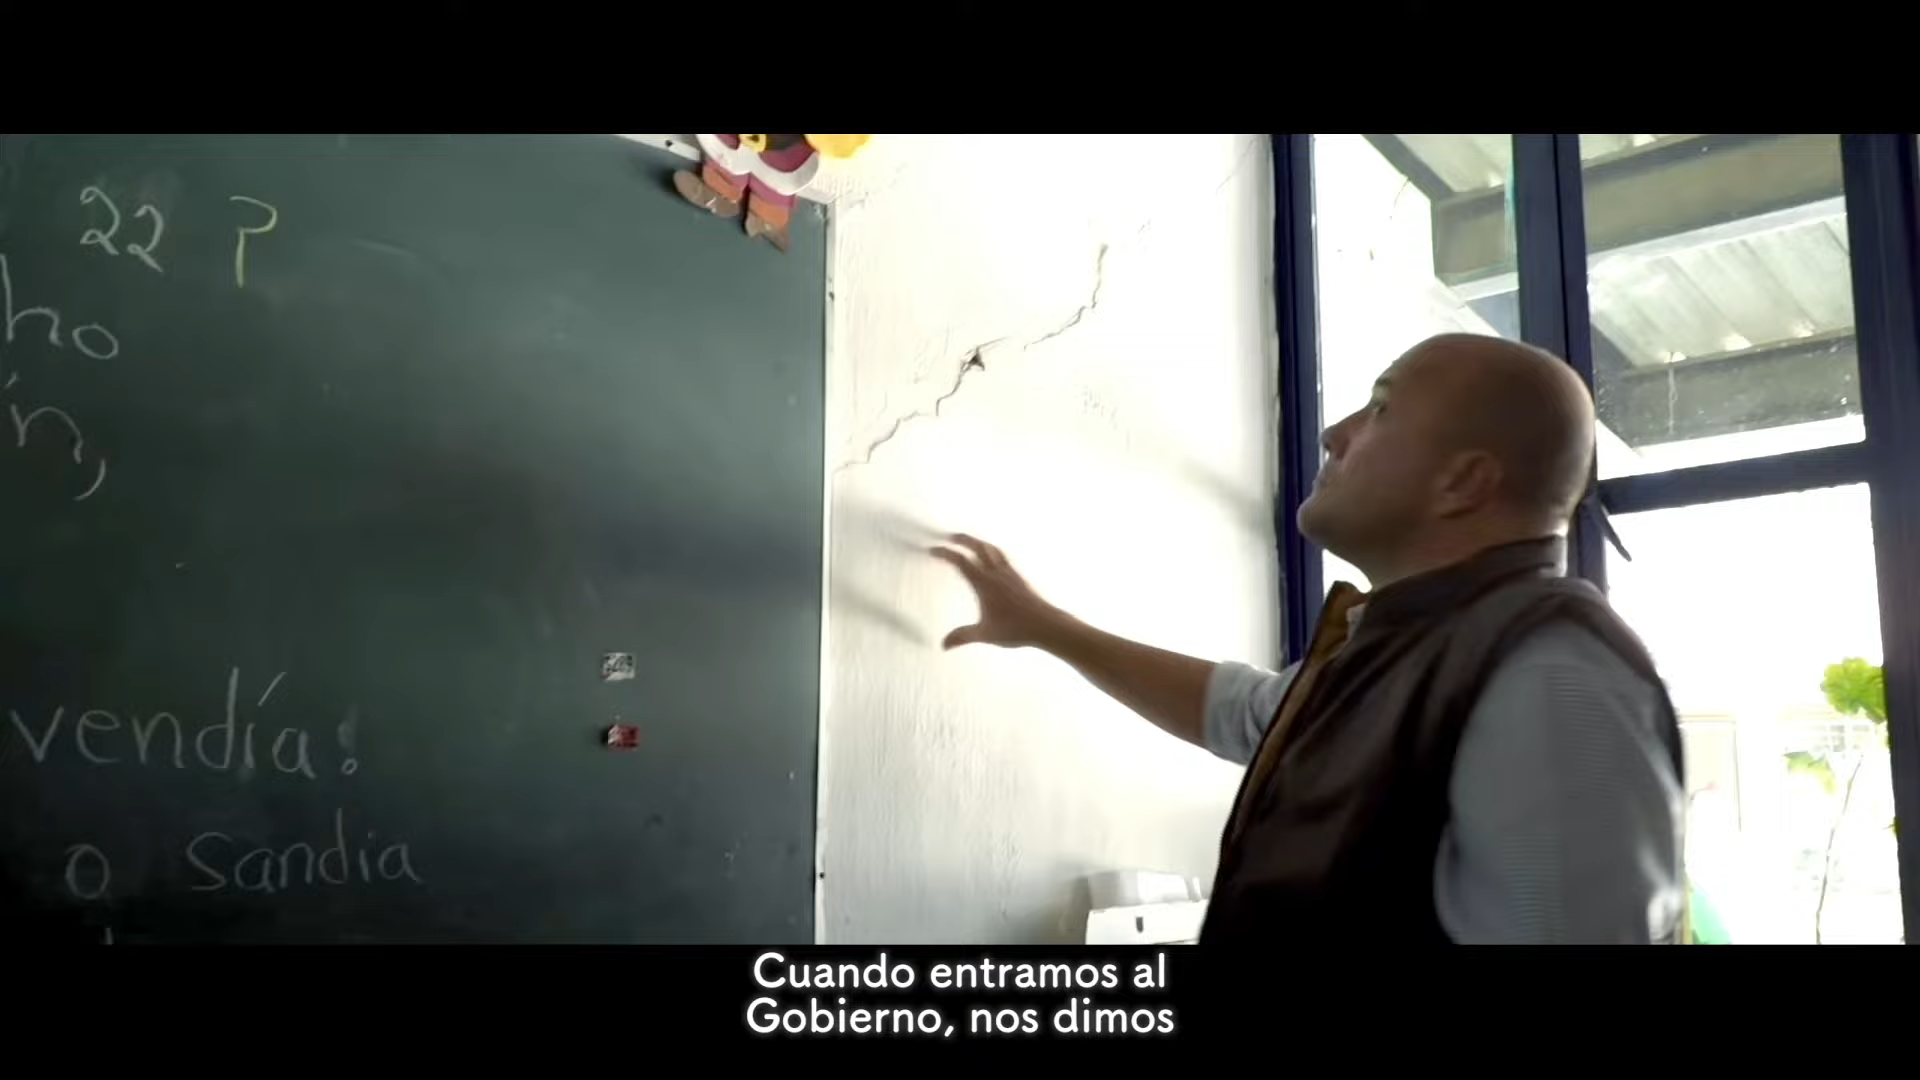 22 ?
ho
n,
vendía!
o Sandia
Cuando entramos al
Gobierno, nos dimos